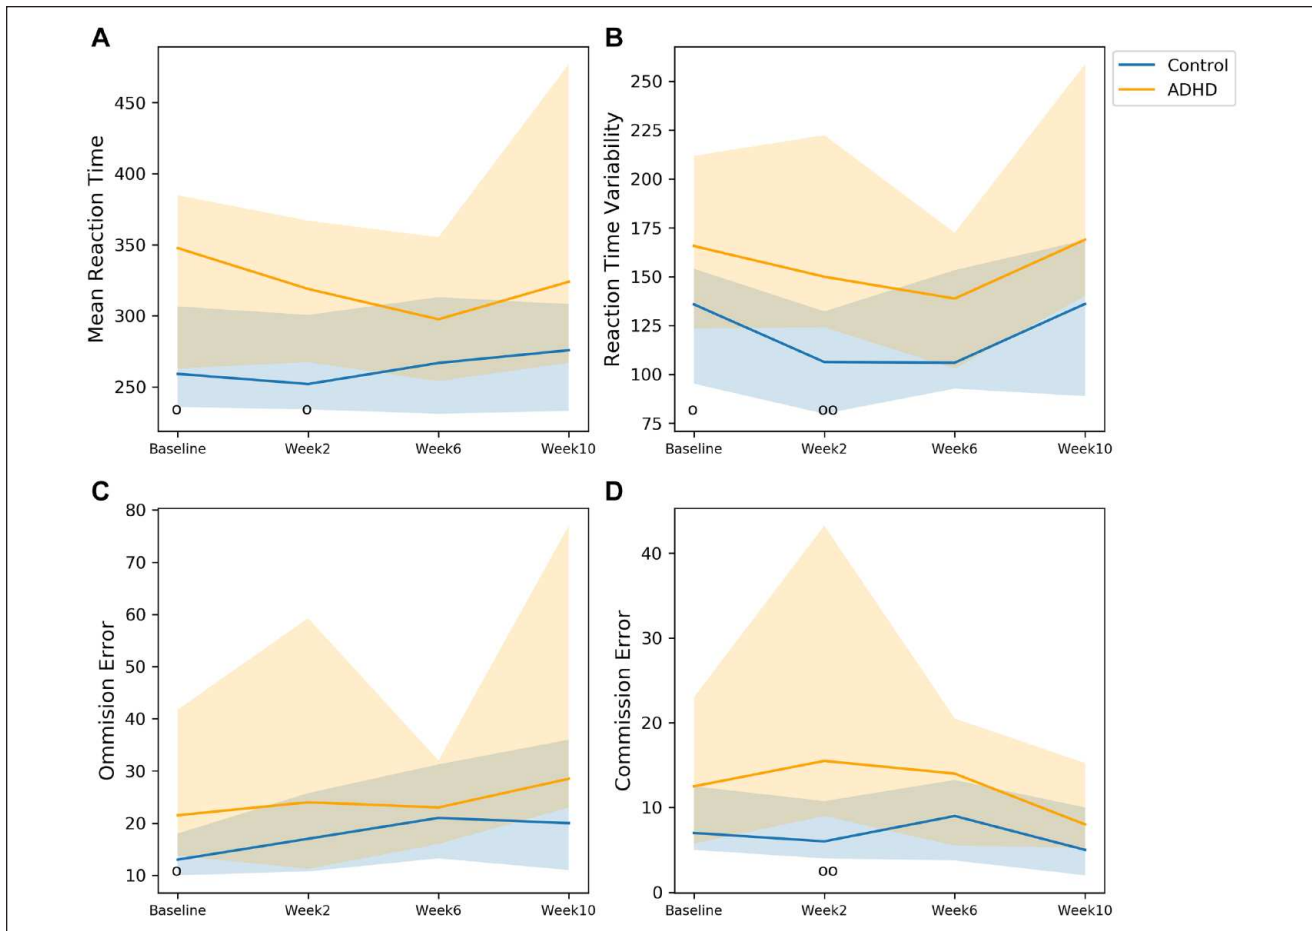 A
Mean Reaction Time
450
400
350
300
250
o
o
Baseline
Week2
Week6
Week10
B
Reaction Time Variability
250
225
200
175
150
125
100
75
o
oo
Baseline
Week2
Week6
Week10
Control
ADHD
C
Ommision Error
80
70
60
50
40
30
20
10
o
Baseline
Week2
Week6
Week10
D
Commission Error
40
30
20
10
0
oo
Baseline
Week2
Week6
Week10